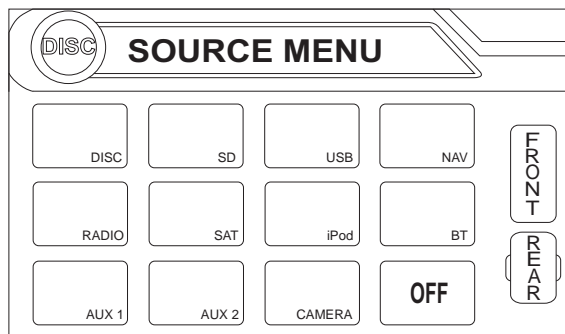 DISC SOURCE MENU
DISC SD USB NAV
RADIO SAT iPod BT
AUX 1 AUX 2 CAMERA OFF
FRONT
REAR